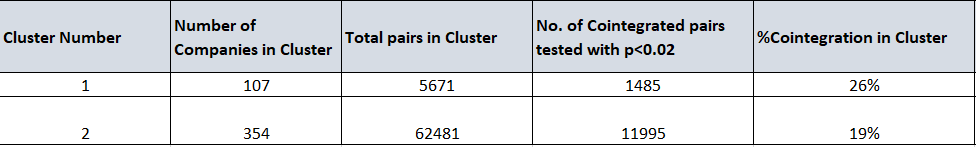 Cluster Number
Number of
Companies in Cluster
Total pairs in Cluster
No. of Cointegrated pairs
tested with p<0.02
%Cointegration in Cluster
1 107 5671 1485 26%
2 354 62481 11995 19%